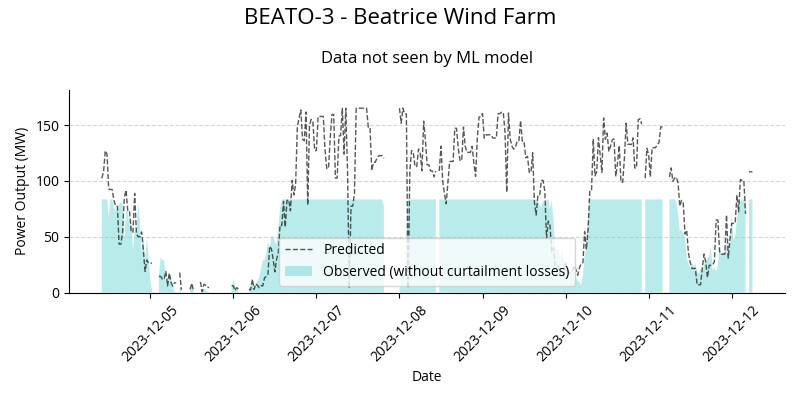 BEATO-3 - Beatrice Wind Farm
Data not seen by ML model
Power Output (MW)
150
100
50
0
Predicted
Observed (without curtailment losses)
2023-12-05
2023-12-06
2023-12-07
2023-12-08
2023-12-09
2023-12-10
2023-12-11
2023-12-12
Date